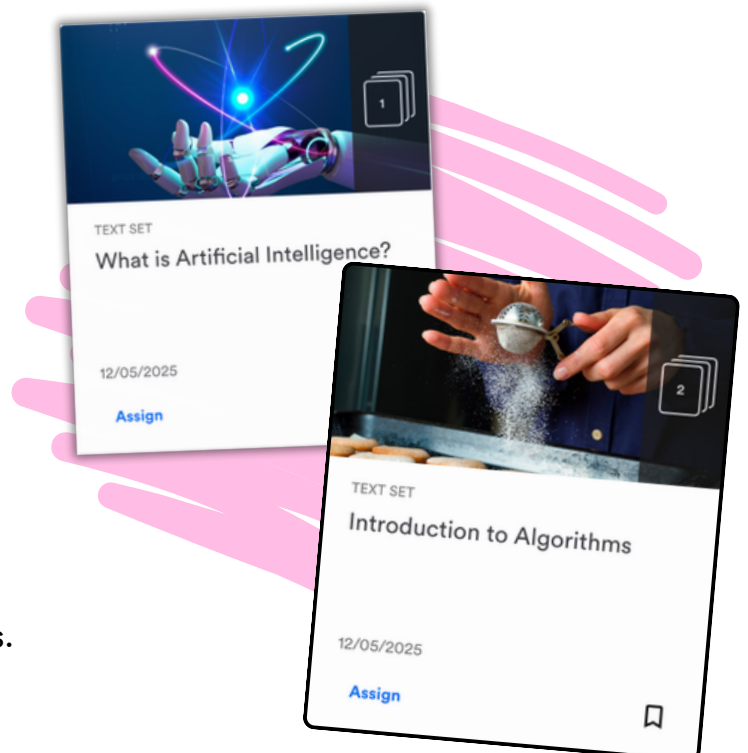 1
TEXT SET
What is Artificial Intelligence?
12/05/2025
Assign
2
TEXT SET
Introduction to Algorithms
12/05/2025
Assign
s.